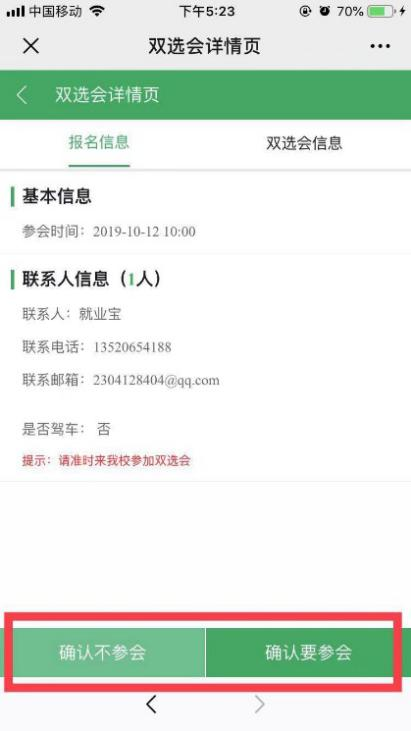 中国移动 下午5:23 70%
双选会详情页
双选会详情页
报名信息 双选会信息
基本信息
参会时间：2019-10-12 10:00
联系人信息（1人）
联系人：就业宝
联系电话：13520654188
联系邮箱：2304128404@qq.com
是否驾车： 否
提示：请准时来我校参加双选会
确认不参会 确认要参会